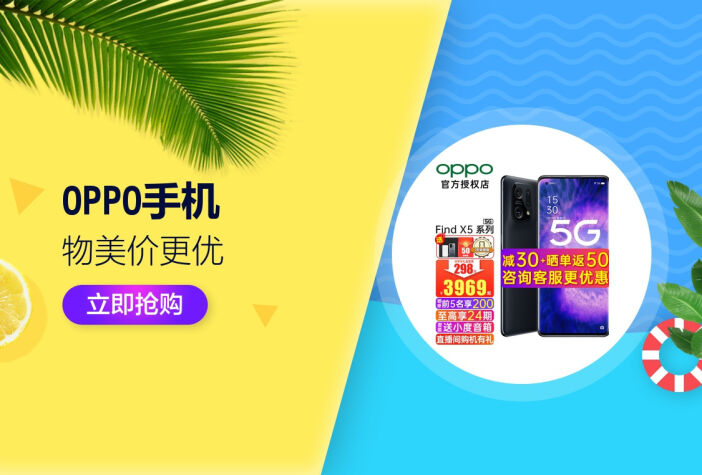 OPPO手机
物美价更优
立即抢购
oppo
官方授权店
5G
Find X5 系列
送
50
298
3969
前5名享200
至高享24期
送小度音箱
直播间购机有礼
15
30
5G
减30+晒单返50
咨询客服更优惠